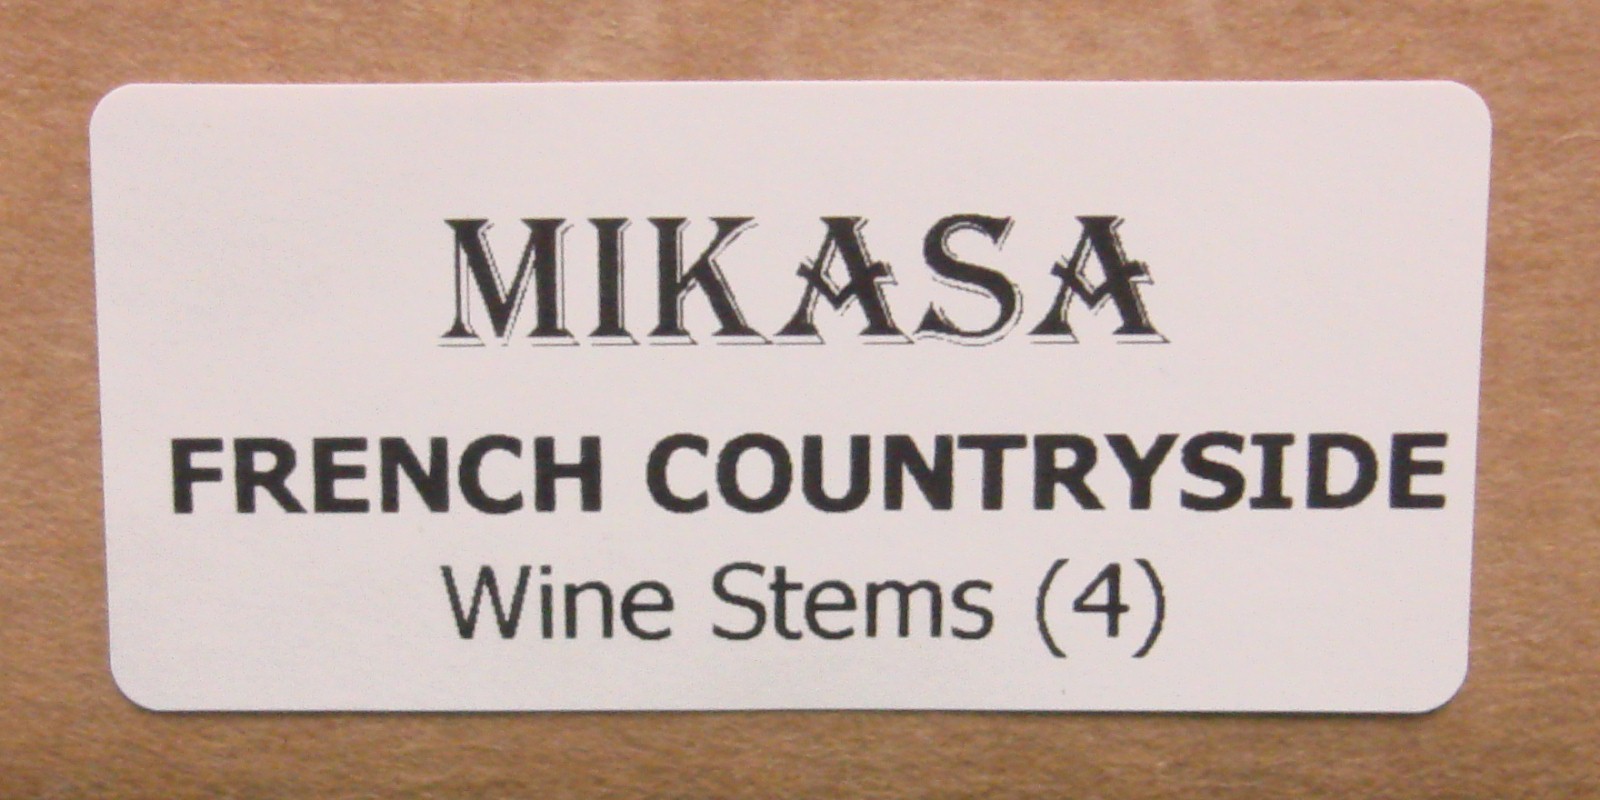 MIKASA
FRENCH COUNTRYSIDE
Wine Stems (4)